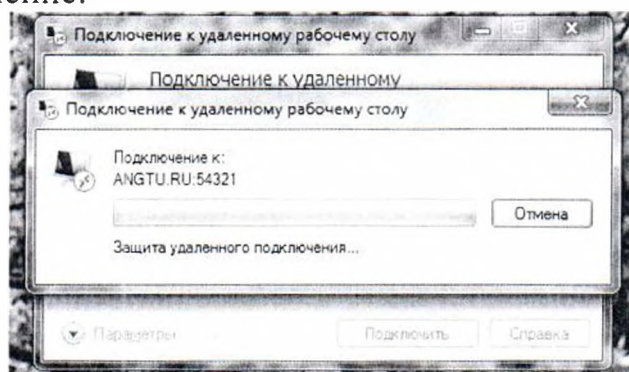 Подключение к удаленному рабочему столу
Подключение к удаленному
Подключение к удаленному рабочему столу
Подключение к:
ANGTU.RU:54321
Отмена
Защита удаленного подключения...
Параметры
Подключить
Справка